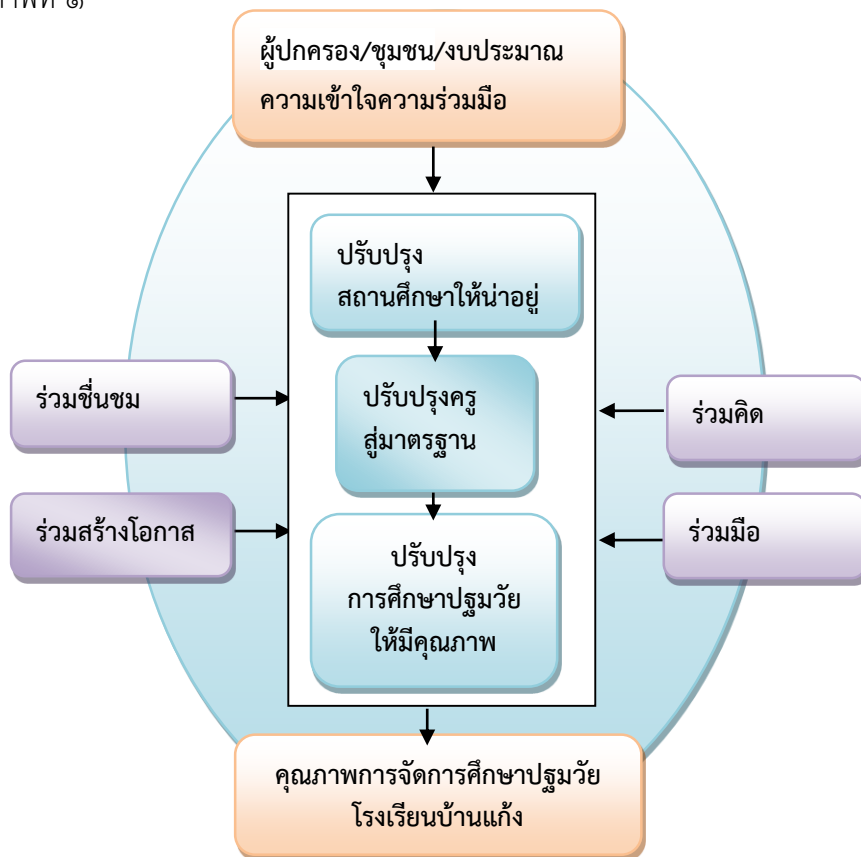 ภาพที่ ๑
ผู้ปกครอง/ชุมชน/งบประมาณ
ความเข้าใจความร่วมมือ
ปรับปรุง
สถานศึกษาให้น่าอยู่
ร่วมชื่นชม
ปรับปรุงครู
สู่มาตรฐาน
ร่วมคิด
ร่วมสร้างโอกาส
ร่วมมือ
ปรับปรุง
การศึกษาปฐมวัย
ให้มีคุณภาพ
คุณภาพการจัดการศึกษาปฐมวัย
โรงเรียนบ้านแก้ง